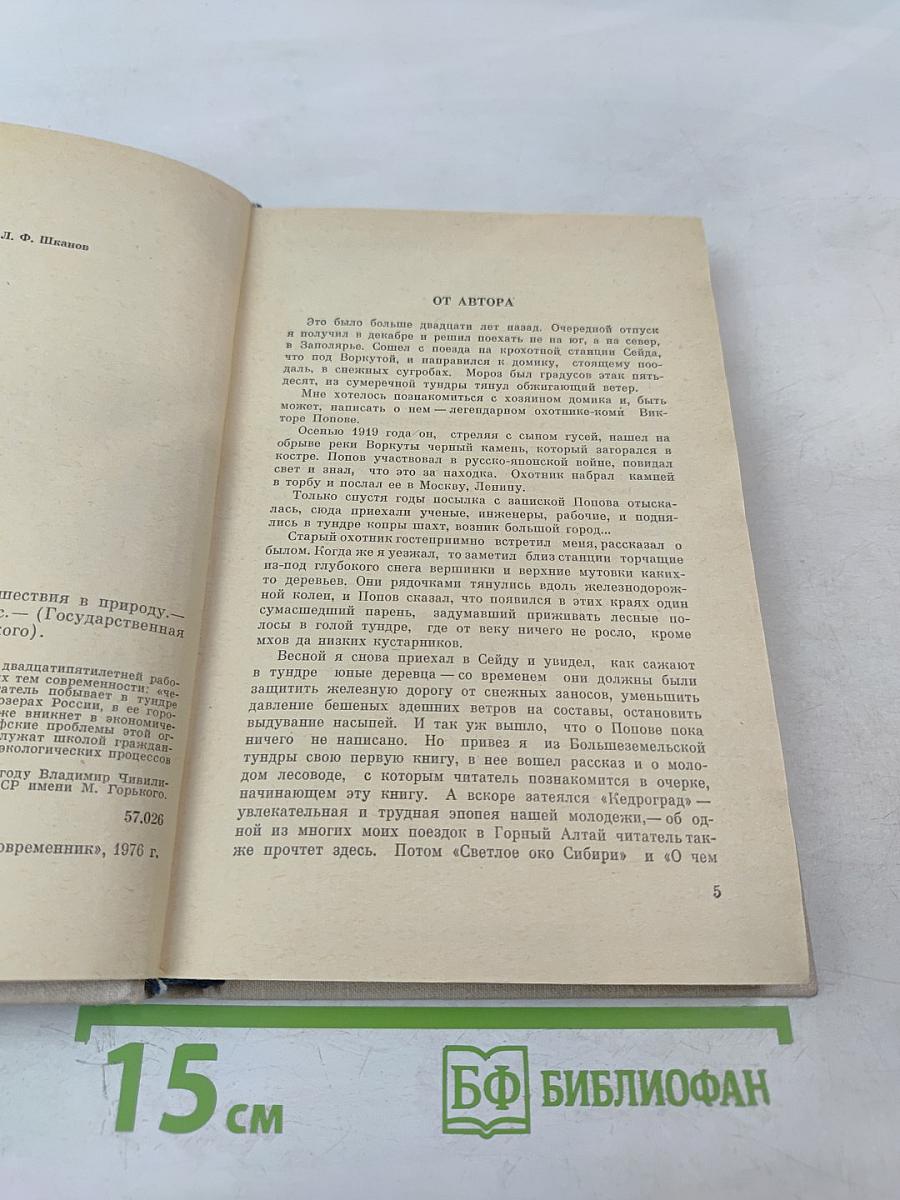 Л. Ф. Шканов
шествия в природу.—
с.— (Государственная
кого).
двадцатипятилетней рабо-
х тем современности: «че-
татель побывает в тундре
озерах России, в ее горо-
же вникнет в экономиче-
фские проблемы этой ог-
служат школой граждан-
экологических процессов
году Владимир Чивили-
СР имени М. Горького.
57.026
овременник», 1976 г.
ОТ АВТОРА
Это было больше двадцати лет назад. Очередной отпуск
я получил в декабре и решил поехать не на юг, а на север,
в Заполярье. Сошел с поезда на крохотной станции Сейда,
что под Воркутой, и направился к домику, стоящему поо-
даль, в снежных сугробах. Мороз был градусов этак пять-
десят, из сумеречной тундры тянул обжигающий ветер.
Мне хотелось познакомиться с хозяином домика и, быть
может, написать о нем — легендарном охотнике-коми Вик-
торе Попове.
Осенью 1919 года он, стреляя с сыном гусей, нашел на
обрыве реки Воркуты черный камень, который загорался в
костре. Попов участвовал в русско-японской войне, повидал
свет и знал, что это за находка. Охотник набрал камней
в торбу и послал ее в Москву, Ленину.
Только спустя годы посылка с запиской Попова отыска-
лась, сюда приехали ученые, инженеры, рабочие, и подня-
лись в тундре копры шахт, возник большой город...
Старый охотник гостеприимно встретил меня, рассказал о
былом. Когда же я уезжал, то заметил близ станции торчащие
из-под глубокого снега вершинки и верхние мутовки каких-
то деревьев. Они рядочками тянулись вдоль железнодорож-
ной колеи, и Попов сказал, что появился в этих краях один
сумасшедший парень, задумавший приживать лесные по-
лосы в голой тундре, где от веку ничего не росло, кроме
мхов да низких кустарников.
Весной я снова приехал в Сейду и увидел, как сажают
в тундре юные деревца — со временем они должны были
защитить железную дорогу от снежных заносов, уменьшить
давление бешеных здешних ветров на составы, остановить
выдувание насыпей. И так уж вышло, что о Попове пока
ничего не написано. Но привез я из Большеземельской
тундры свою первую книгу, в нее вошел рассказ и о моло-
дом лесоводе, с которым читатель познакомится в очерке,
начинающем эту книгу. А вскоре затеялся «Кедроград» —
увлекательная и трудная эпопея нашей молодежи,— об од-
ной из многих моих поездок в Горный Алтай читатель так-
же прочтет здесь. Потом «Светлое око Сибири» и «О чем
5
15 см
БФ БИБЛИОФАН